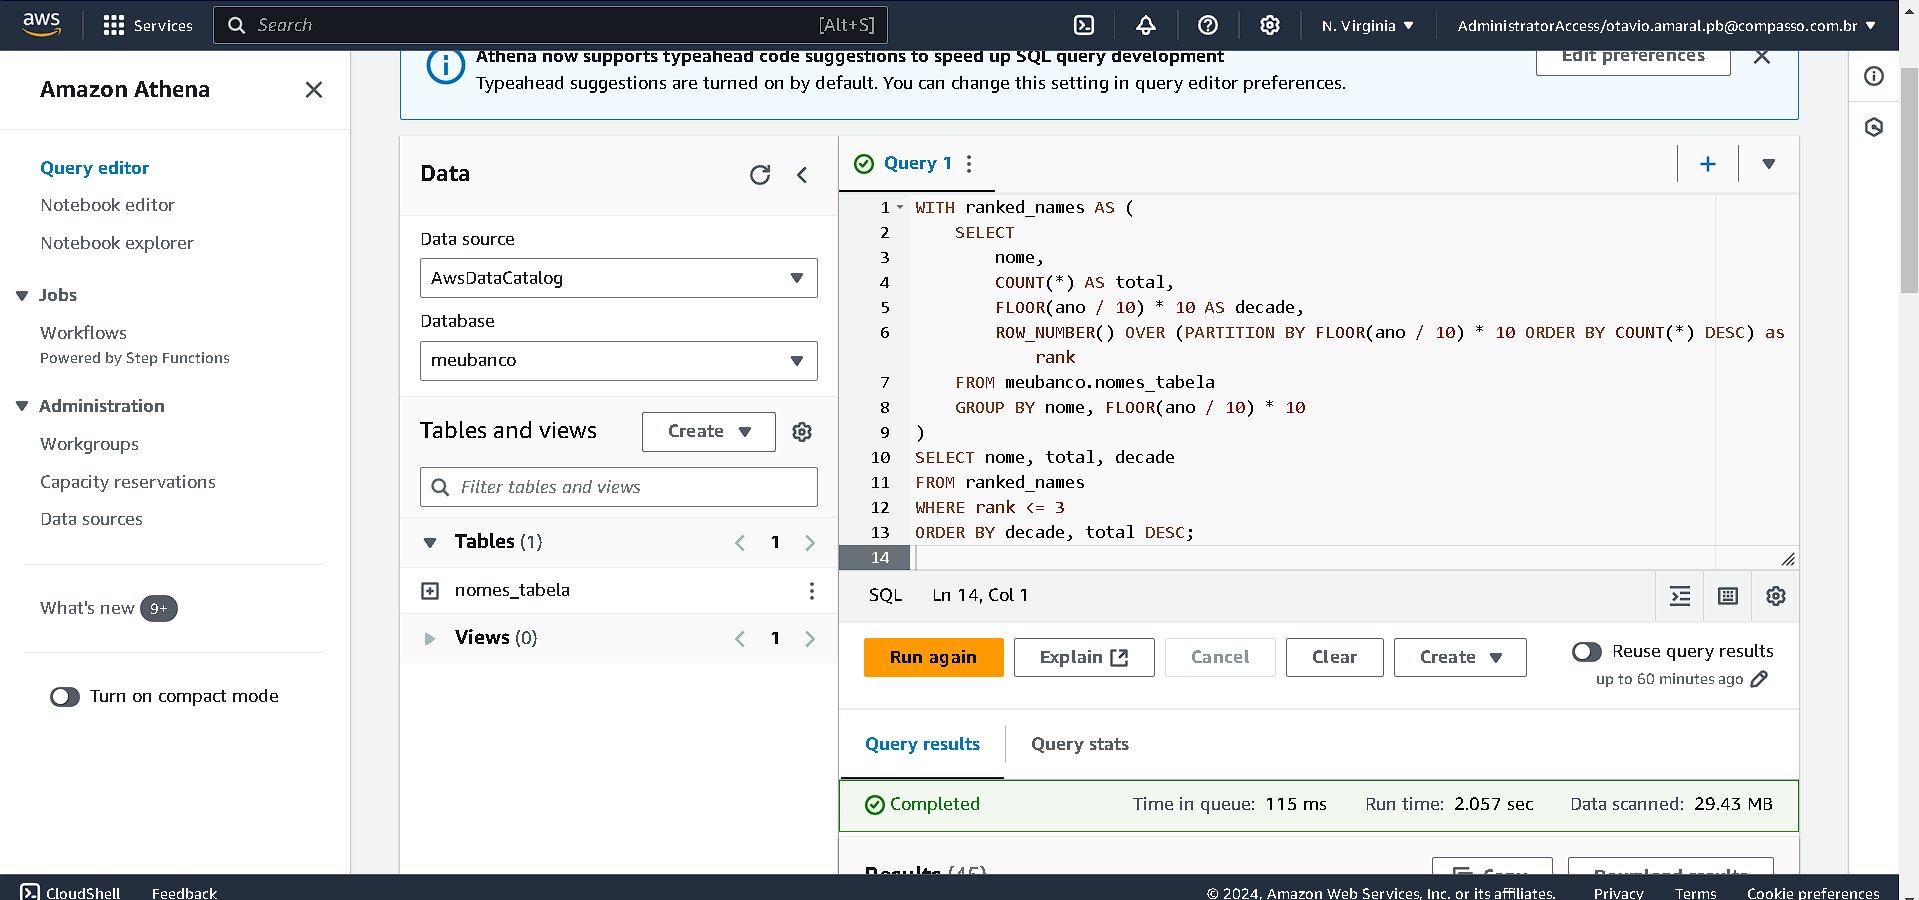 aws
Services
Search
[Alt+S]
N. Virginia
AdministratorAccess/otavio.amaral.pb@compasso.com.br
Amazon Athena
Query editor
Notebook editor
Notebook explorer
Jobs
Workflows
Powered by Step Functions
Administration
Workgroups
Capacity reservations
Data sources
What's new 9+
Turn on compact mode
Athena now supports typeahead code suggestions to speed up SQL query development
Typeahead suggestions are turned on by default. You can change this setting in query editor preferences.
Edit preferences
Data
Data source
AwsDataCatalog
Database
meubanco
Tables and views
Create
Filter tables and views
Tables (1)
1
nomes_tabela
Views (0)
1
Query 1
1 WITH ranked_names AS (
2 SELECT
3 nome,
4 COUNT(*) AS total,
5 FLOOR(ano / 10) * 10 AS decade,
6 ROW_NUMBER() OVER (PARTITION BY FLOOR(ano / 10) * 10 ORDER BY COUNT(*) DESC) as
rank
7 FROM meubanco.nomes_tabela
8 GROUP BY nome, FLOOR(ano / 10) * 10
9 )
10 SELECT nome, total, decade
11 FROM ranked_names
12 WHERE rank <= 3
13 ORDER BY decade, total DESC;
14
SQL Ln 14, Col 1
Run again
Explain
Cancel
Clear
Create
Reuse query results
up to 60 minutes ago
Query results
Query stats
Completed
Time in queue: 115 ms
Run time: 2.057 sec
Data scanned: 29.43 MB
Results (45)
Copy
Download results
CloudShell
Feedback
© 2024, Amazon Web Services, Inc. or its affiliates.
Privacy
Terms
Cookie preferences